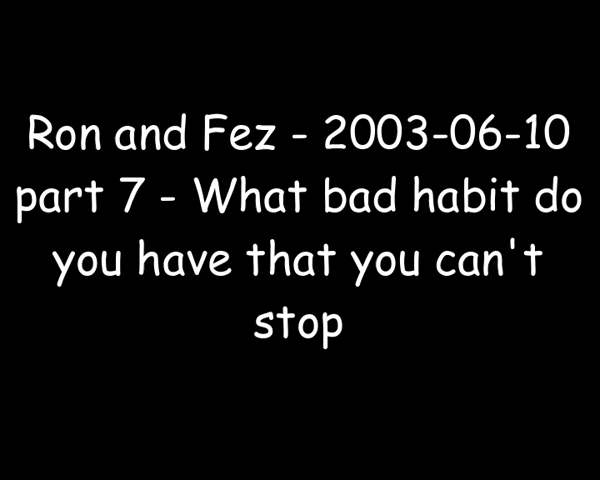 Ron and Fez - 2003-06-10
part 7 - What bad habit do
you have that you can't
stop